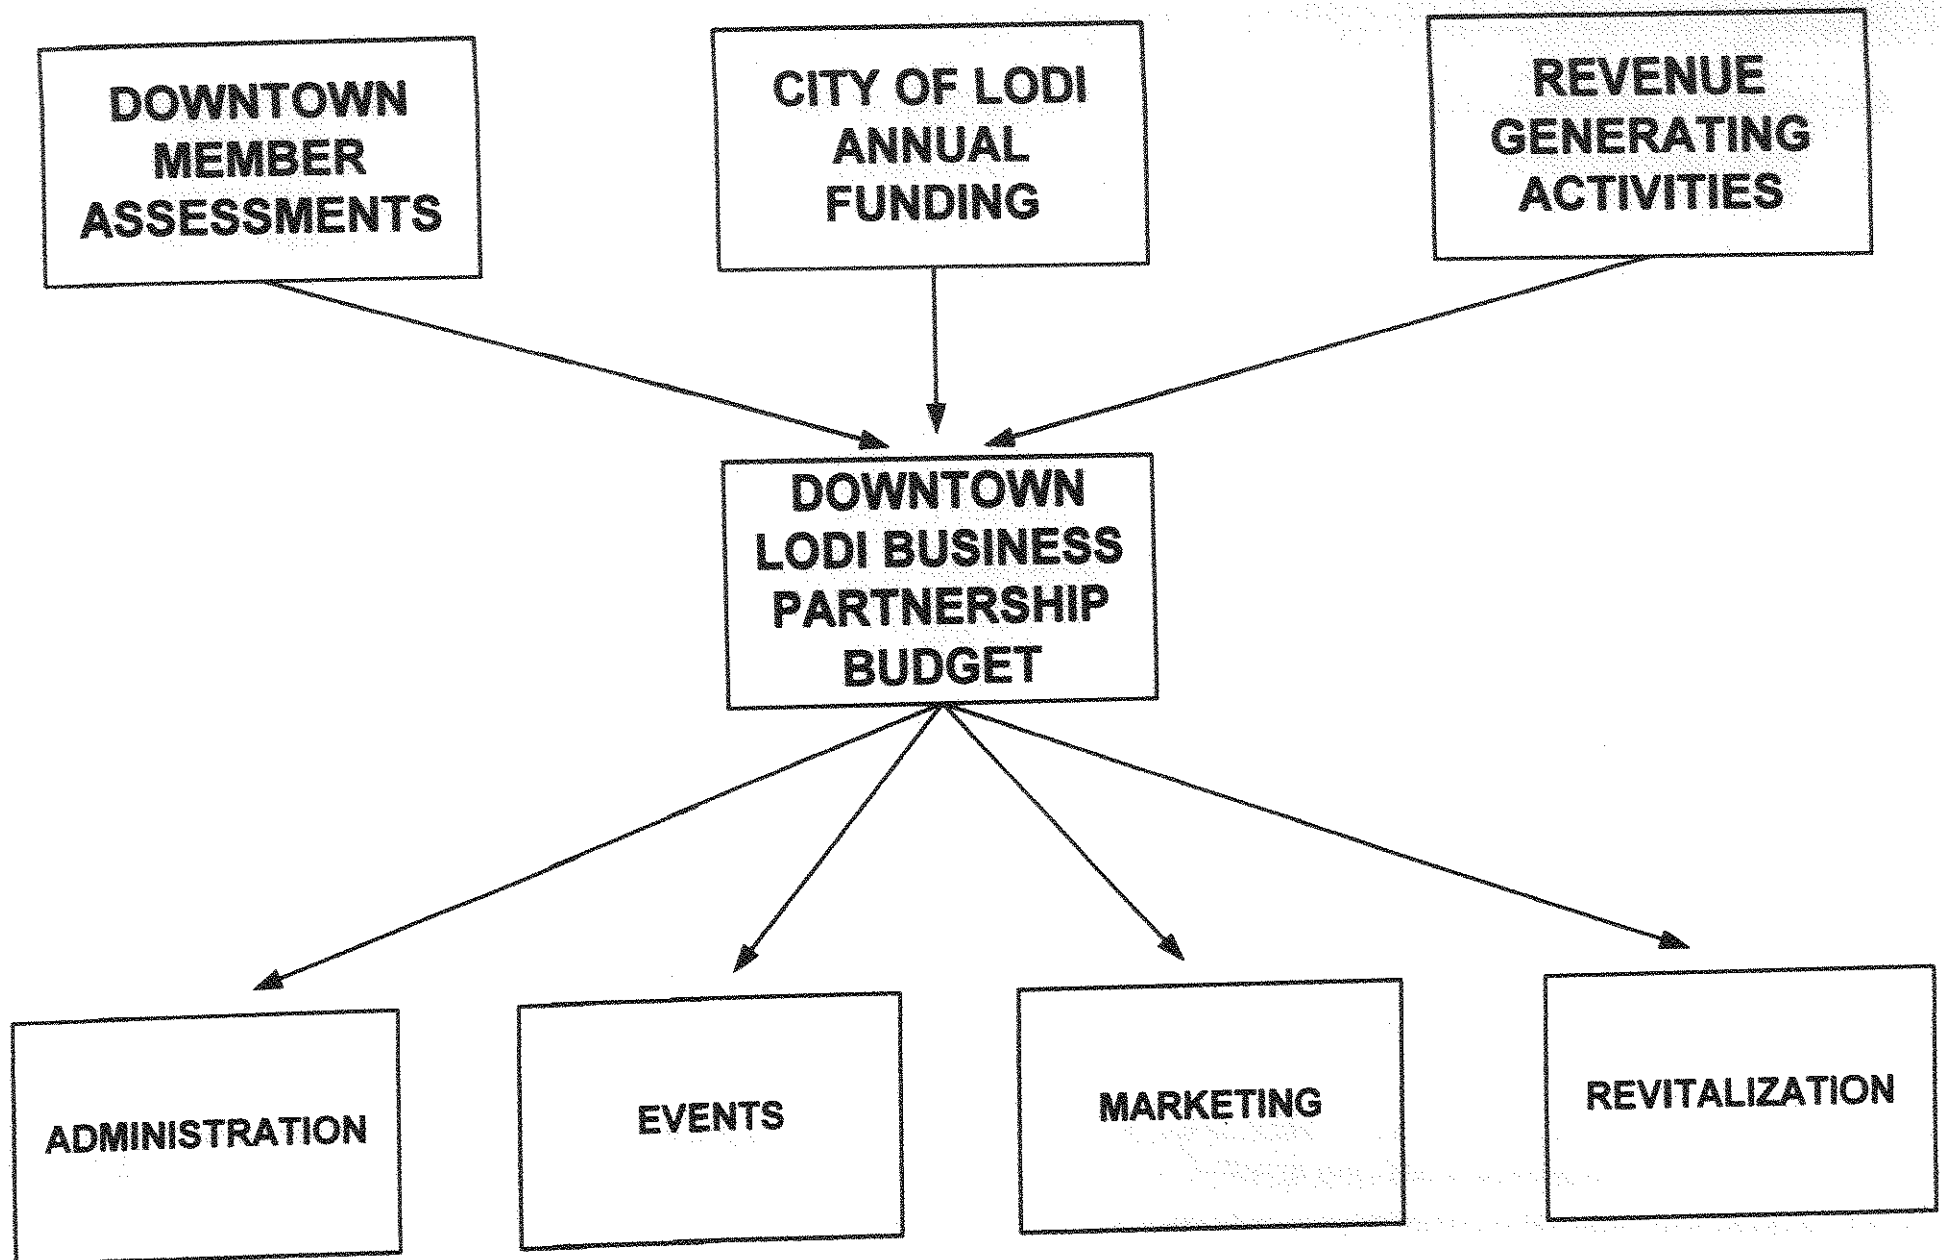 DOWNTOWN
MEMBER
ASSESSMENTS
CITY OF LODI
ANNUAL
FUNDING
REVENUE
GENERATING
ACTIVITIES
DOWNTOWN
LODI BUSINESS
PARTNERSHIP
BUDGET
ADMINISTRATION
EVENTS
MARKETING
REVITALIZATION